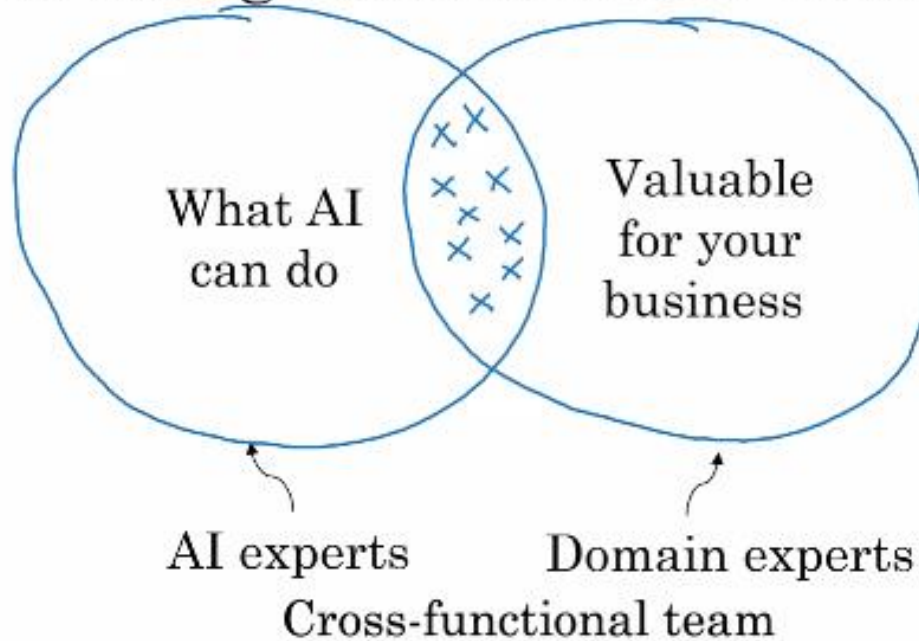 What AI
can do
Valuable
for your
business
AI experts
Domain experts
Cross-functional team